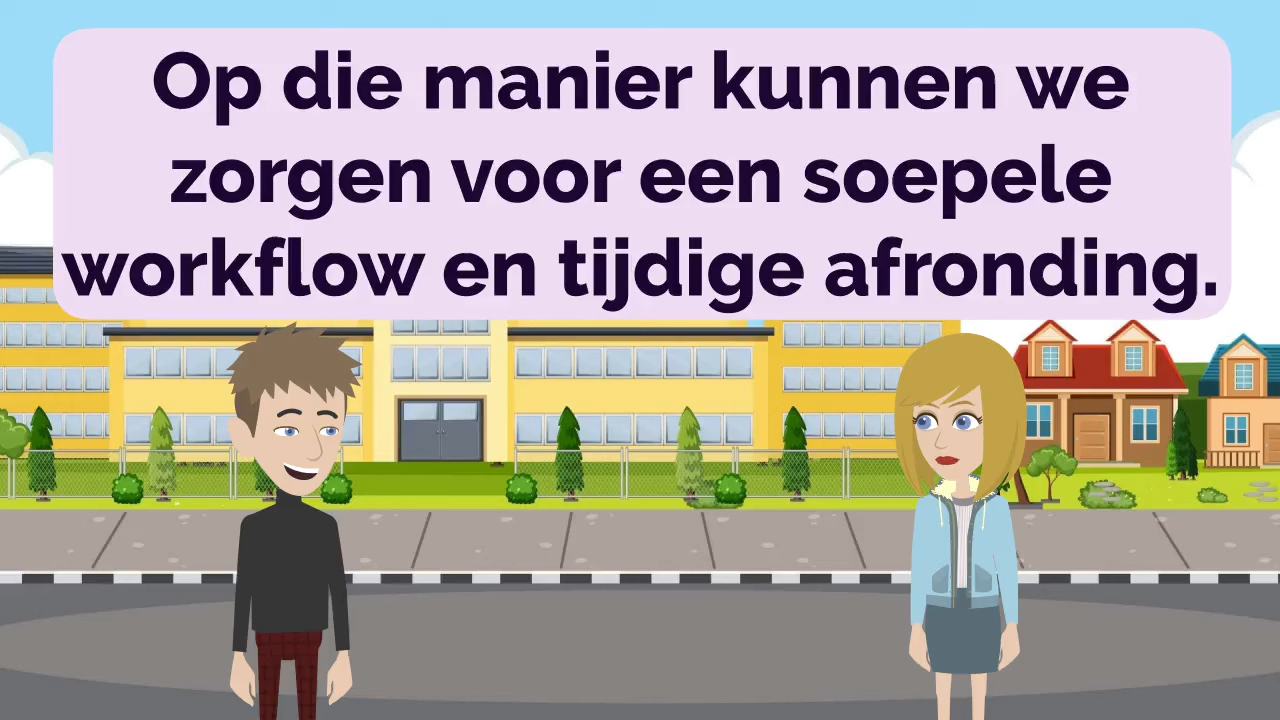 Op die manier kunnen we
zorgen voor een soepele
workflow en tijdige afronding.